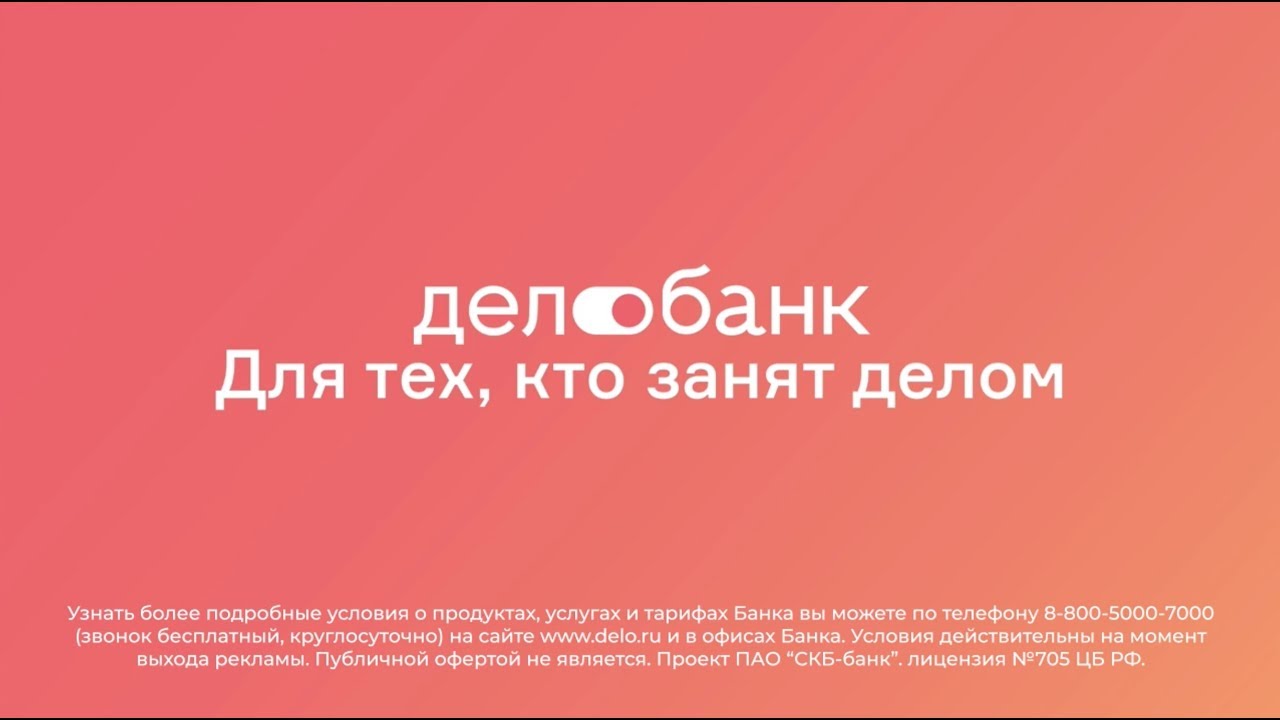 делобанк
Для тех, кто занят делом
Узнать более подробные условия о продуктах, услугах и тарифах Банка вы можете по телефону 8-800-5000-7000
(звонок бесплатный, круглосуточно) на сайте www.delo.ru и в офисах Банка. Условия действительны на момент
выхода рекламы. Публичной офертой не является. Проект ПАО “СКБ-банк”. лицензия №705 ЦБ РФ.